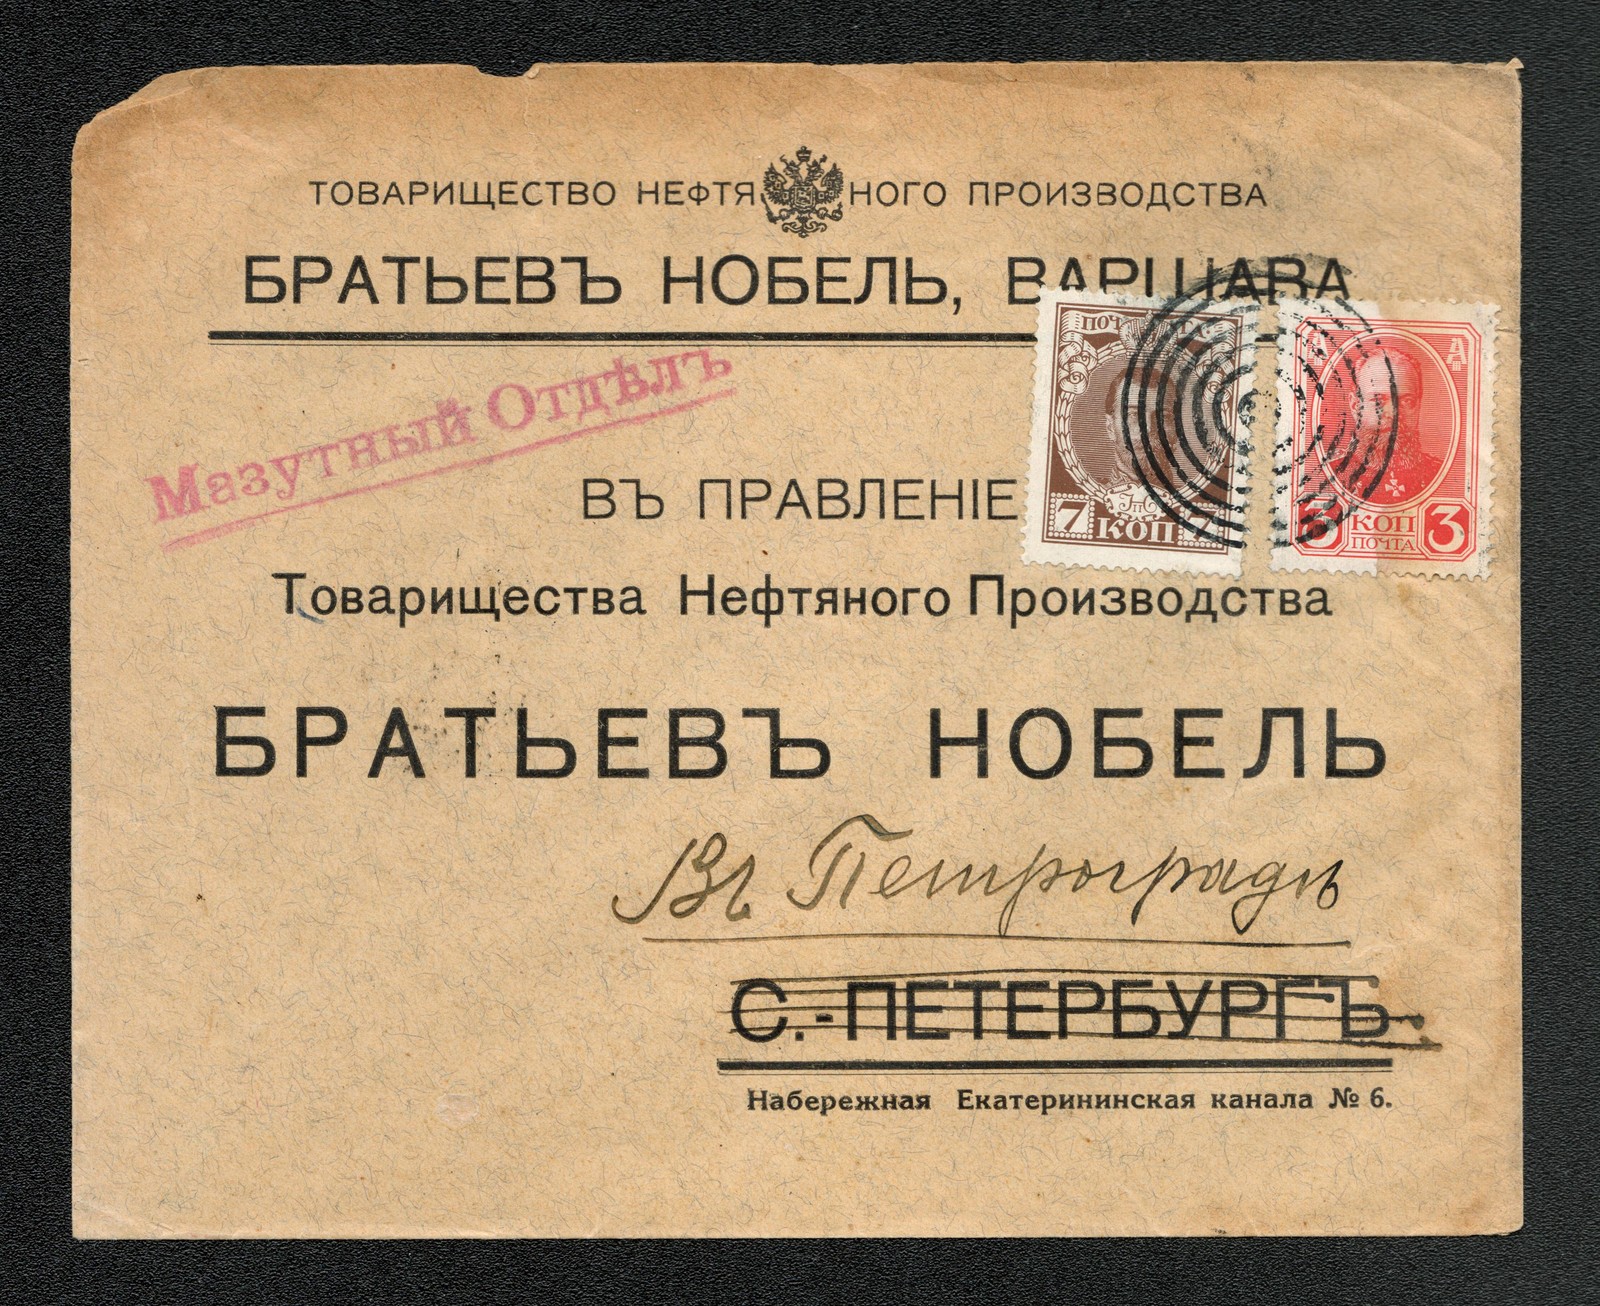 ТОВАРИЩЕСТВО НЕФТЯНОГО ПРОИЗВОДСТВА
БРАТЬЕВЪ НОБЕЛЬ, ВАРШАВА
Мазутный Отдѣлъ
ВЪ ПРАВЛЕНІЕ
7 КОП 7
3 КОП 3
ПОЧТА
Товарищества Нефтяного Производства
БРАТЬЕВЪ НОБЕЛЬ
Въ Петроградъ
С.-ПЕТЕРБУРГЪ.
Набережная Екатерининская канала № 6.